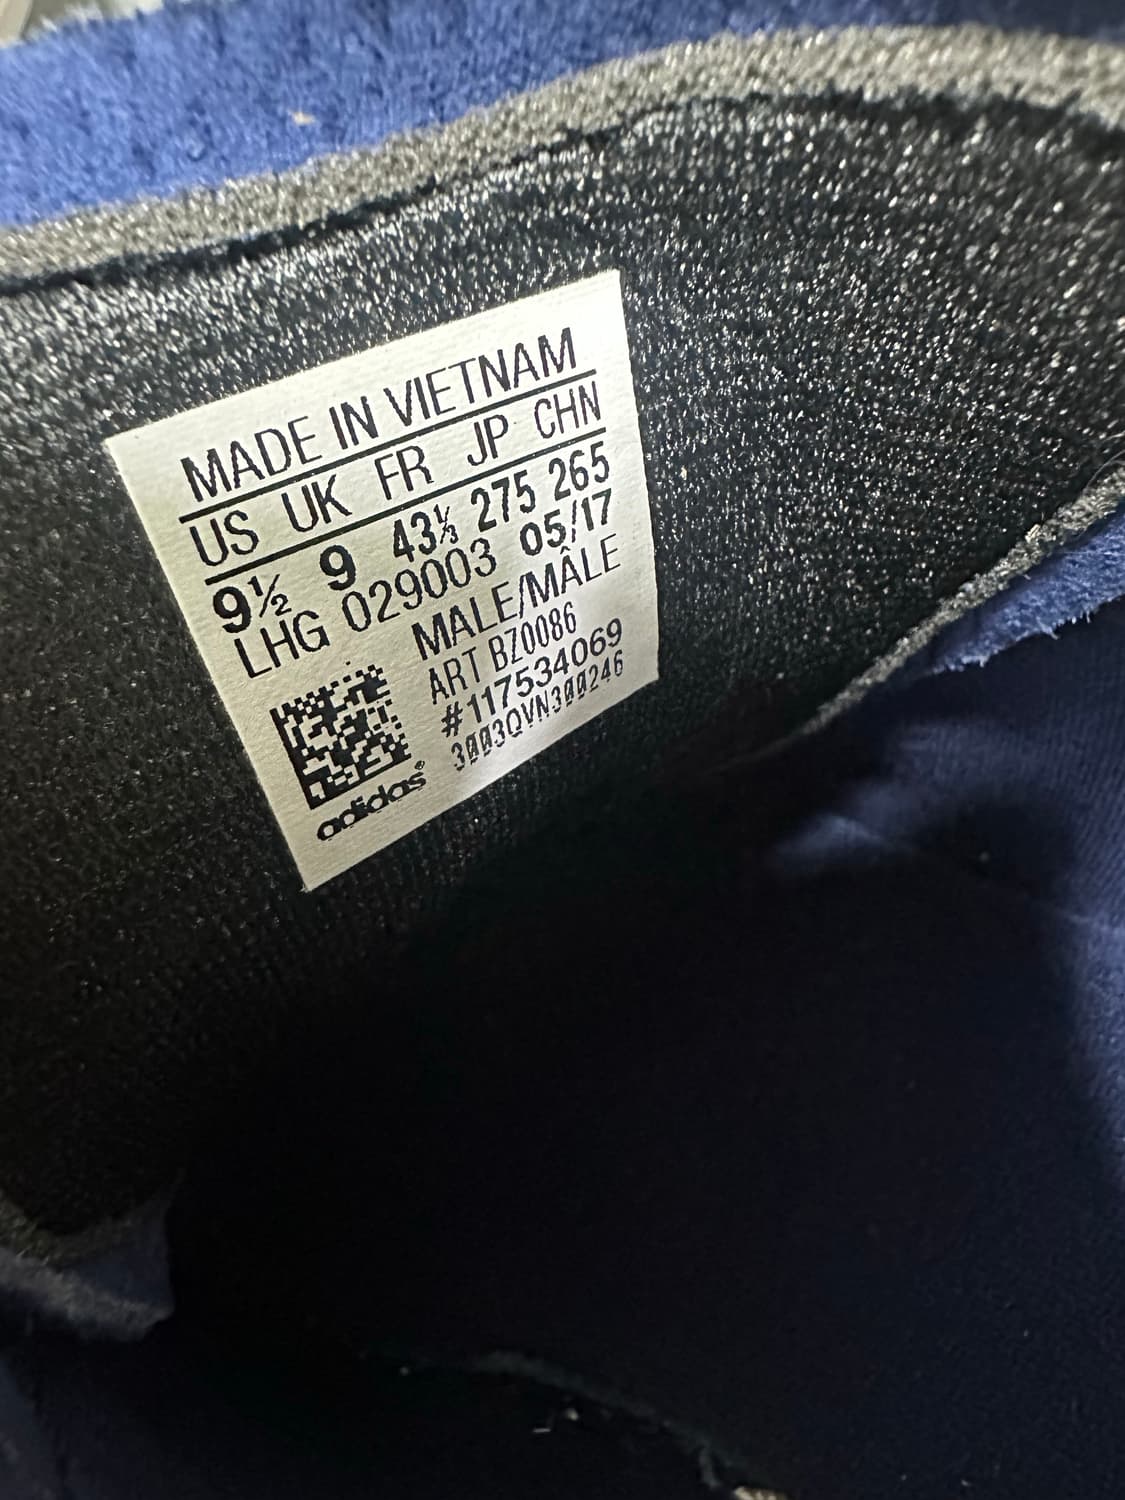 MADE IN VIETNAM
US UK FR JP CHN
9½ 9 43⅓ 275 265
LHG 029003 05/17
MALE/MÂLE
ART BZ0086
#117534069
3003QVN300246
adidas®